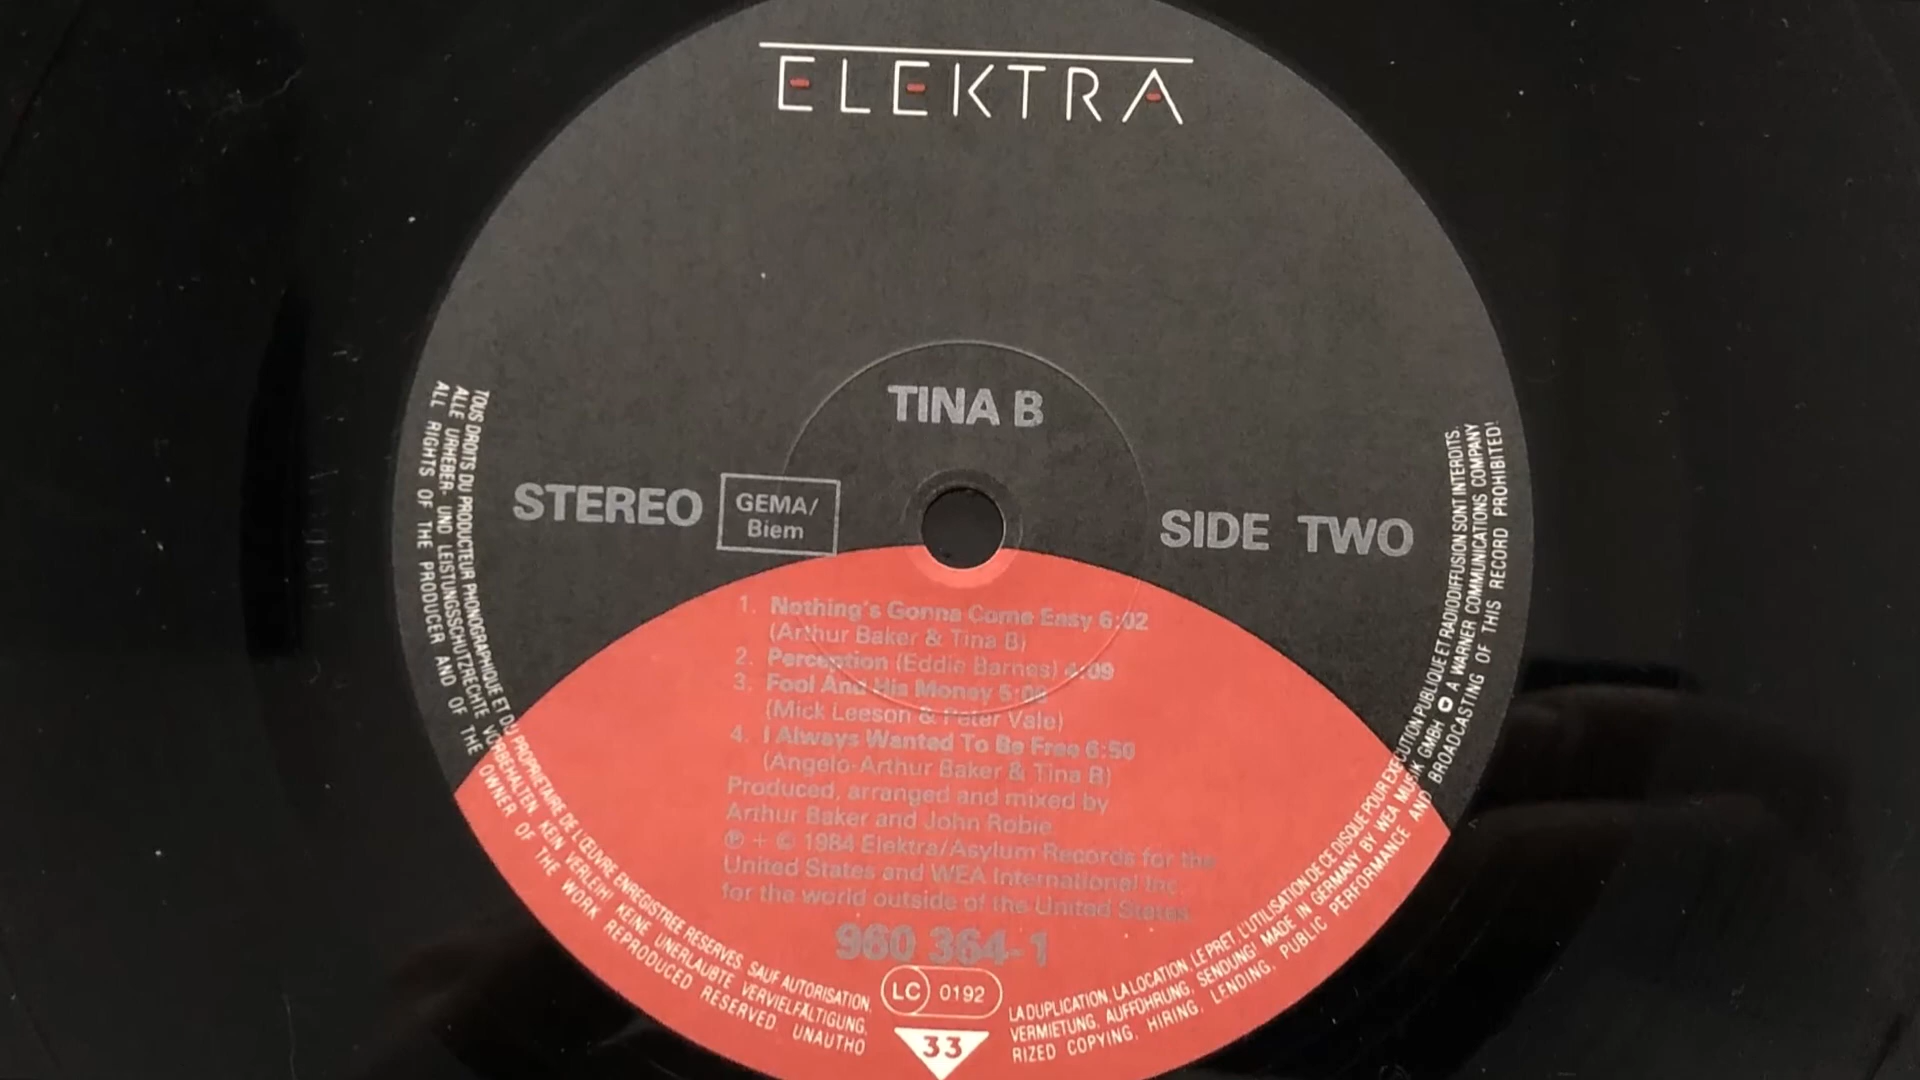 ELEKTRA
TINA B
STEREO
GEMA/
Biem
SIDE TWO
1. Nothing's Gonna Come Easy 6:02
(Arthur Baker & Tina B)
2. Perception (Eddie Barnes) 4:09
3. Fool And His Money 5:08
(Mick Leeson & Peter Vale)
4. I Always Wanted To Be Free 6:50
(Angelo-Arthur Baker & Tina B)
Produced, arranged and mixed by
Arthur Baker and John Robie
℗ + © 1984 Elektra/Asylum Records for the
United States and WEA International Inc.
for the world outside of the United States
960 364-1
LC 0192
33
TOUS DROITS DU PRODUCTEUR PHONOGRAPHIQUE ET DU PROPRIETAIRE DE L'ŒUVRE ENREGISTREE RESERVES. SAUF AUTORISATION, LA DUPLICATION, LA LOCATION, LE PRET, L'UTILISATION DE CE DISQUE POUR EXECUTION PUBLIQUE ET RADIODIFFUSION SONT INTERDITS.
ALLE URHEBER- UND LEISTUNGSSCHUTZRECHTE VORBEHALTEN. KEIN VERLEIH! KEINE UNERLAUBTE VERVIELFÄLTIGUNG, VERMIETUNG, AUFFÜHRUNG, SENDUNG! MADE IN GERMANY BY WEA MUSIK GMBH A WARNER COMMUNICATIONS COMPANY
ALL RIGHTS OF THE PRODUCER AND OF THE OWNER OF THE WORK REPRODUCED RESERVED. UNAUTHORIZED COPYING, HIRING, LENDING, PUBLIC PERFORMANCE AND BROADCASTING OF THIS RECORD PROHIBITED!